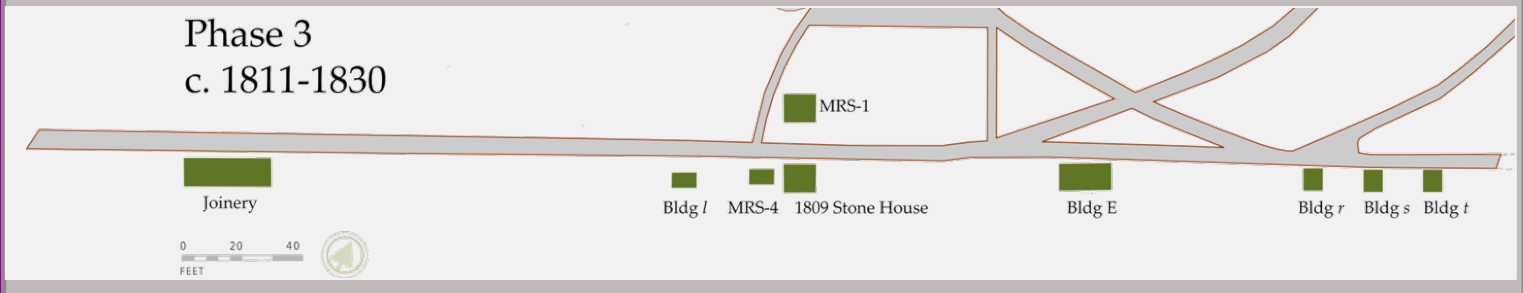 Phase 3
c. 1811-1830
MRS-1
Joinery
Bldg l
MRS-4
1809 Stone House
Bldg E
Bldg r
Bldg s
Bldg t
0 20 40
FEET